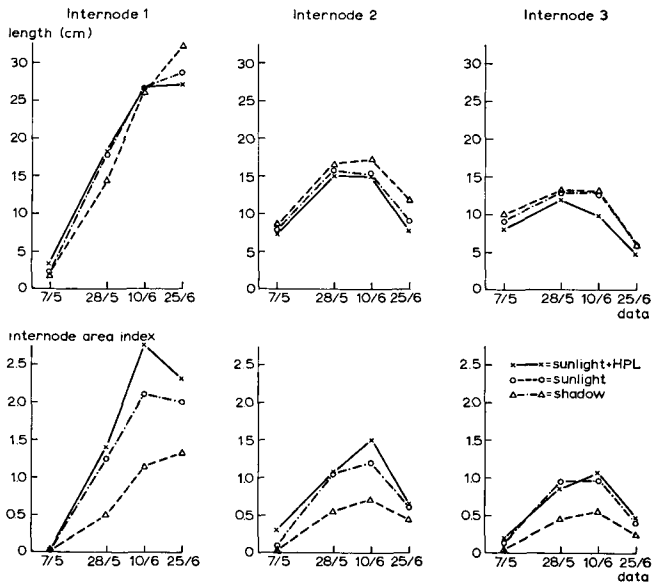 Internode 1
Internode 2
Internode 3
length (cm)
30
25
20
15
10
5
0
7/5 28/5 10/6 25/6
30
25
20
15
10
5
0
7/5 28/5 10/6 25/6
30
25
20
15
10
5
0
7/5 28/5 10/6 25/6
data
Internode area index
2.5
2.0
1.5
1.0
0.5
0
7/5 28/5 10/6 25/6
2.5
2.0
1.5
1.0
0.5
0
7/5 28/5 10/6 25/6
2.5
2.0
1.5
1.0
0.5
0
7/5 28/5 10/6 25/6
data
=sunlight+HPL
=sunlight
=shadow